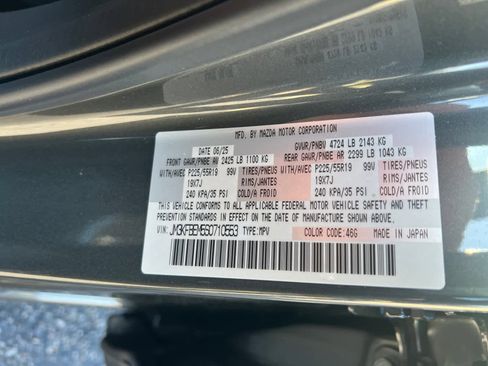 MFD. BY MAZDA MOTOR CORPORATION
DATE 06/25 GVWR/PNBV 4724 LB 2143 KG
FRONT GAWR/PNBE AV 2425 LB 1100 KG REAR GAWR/PNBE AR 2299 LB 1043 KG
WITH/AVEC P225/55R19 99V TIRES/PNEUS WITH/AVEC P225/55R19 99V TIRES/PNEUS
19X7J RIMS/JANTES 19X7J RIMS/JANTES
240 KPA/35 PSI COLD/A FROID 240 KPA/35 PSI COLD/A FROID
THIS VEHICLE CONFORMS TO ALL APPLICABLE FEDERAL MOTOR VEHICLE SAFETY AND THEFT
PREVENTION STANDARDS IN EFFECT ON THE DATE OF MANUFACTURE SHOWN ABOVE.
VIN: TYPE: MPV COLOR CODE: 46G MADE IN JAPAN